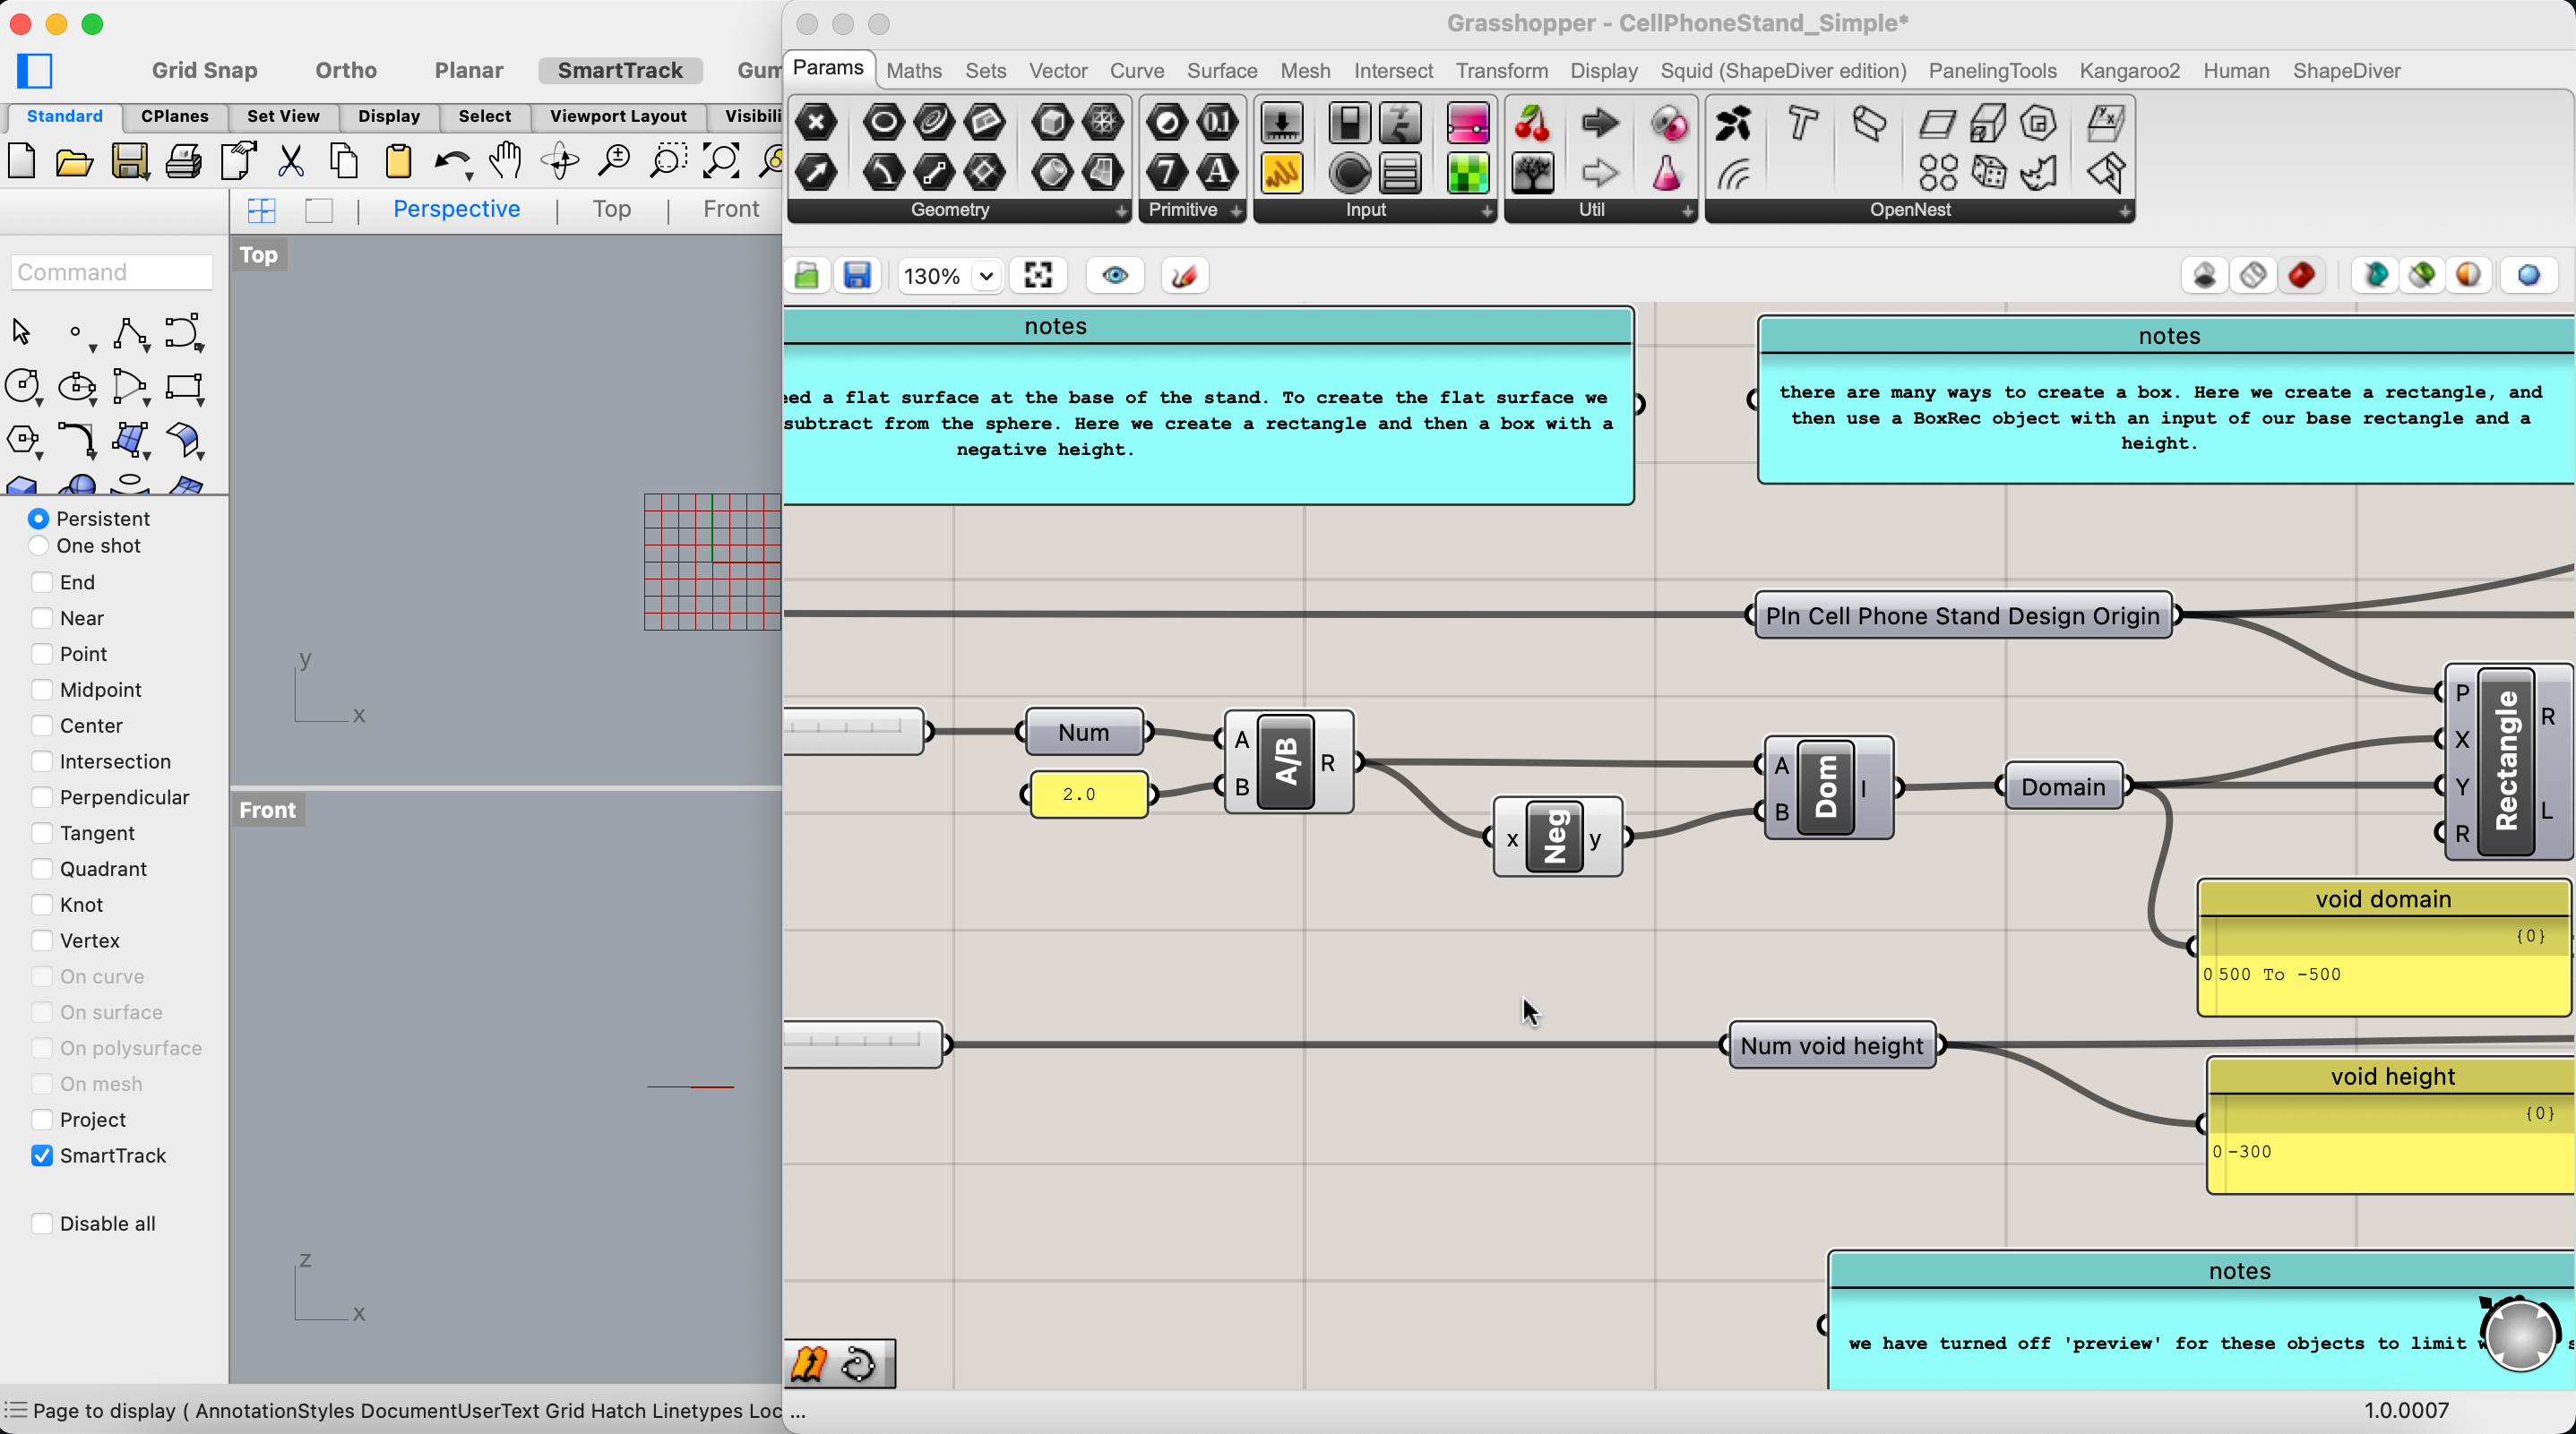 Grasshopper - CellPhoneStand_Simple*
Grid Snap Ortho Planar SmartTrack Gum
Params Maths Sets Vector Curve Surface Mesh Intersect Transform Display Squid (ShapeDiver edition) PanelingTools Kangaroo2 Human ShapeDiver
Standard CPlanes Set View Display Select Viewport Layout Visibili
Geometry Primitive Input Util OpenNest
Perspective Top Front
Command
130%
Top
y
x
Front
z
x
Persistent
One shot
End
Near
Point
Midpoint
Center
Intersection
Perpendicular
Tangent
Quadrant
Knot
Vertex
On curve
On surface
On polysurface
On mesh
Project
SmartTrack
Disable all
notes
eed a flat surface at the base of the stand. To create the flat surface we
subtract from the sphere. Here we create a rectangle and then a box with a
negative height.
notes
there are many ways to create a box. Here we create a rectangle, and
then use a BoxRec object with an input of our base rectangle and a
height.
Pln Cell Phone Stand Design Origin
Num
2.0
A
B
A/B
R
x
Neg
y
A
B
Dom
I
Domain
P
X
Y
R
Rectangle
R
L
void domain
{0}
0 500 To -500
Num void height
void height
{0}
0 -300
notes
we have turned off 'preview' for these objects to limit
Page to display ( AnnotationStyles DocumentUserText Grid Hatch Linetypes Loc
...
1.0.0007